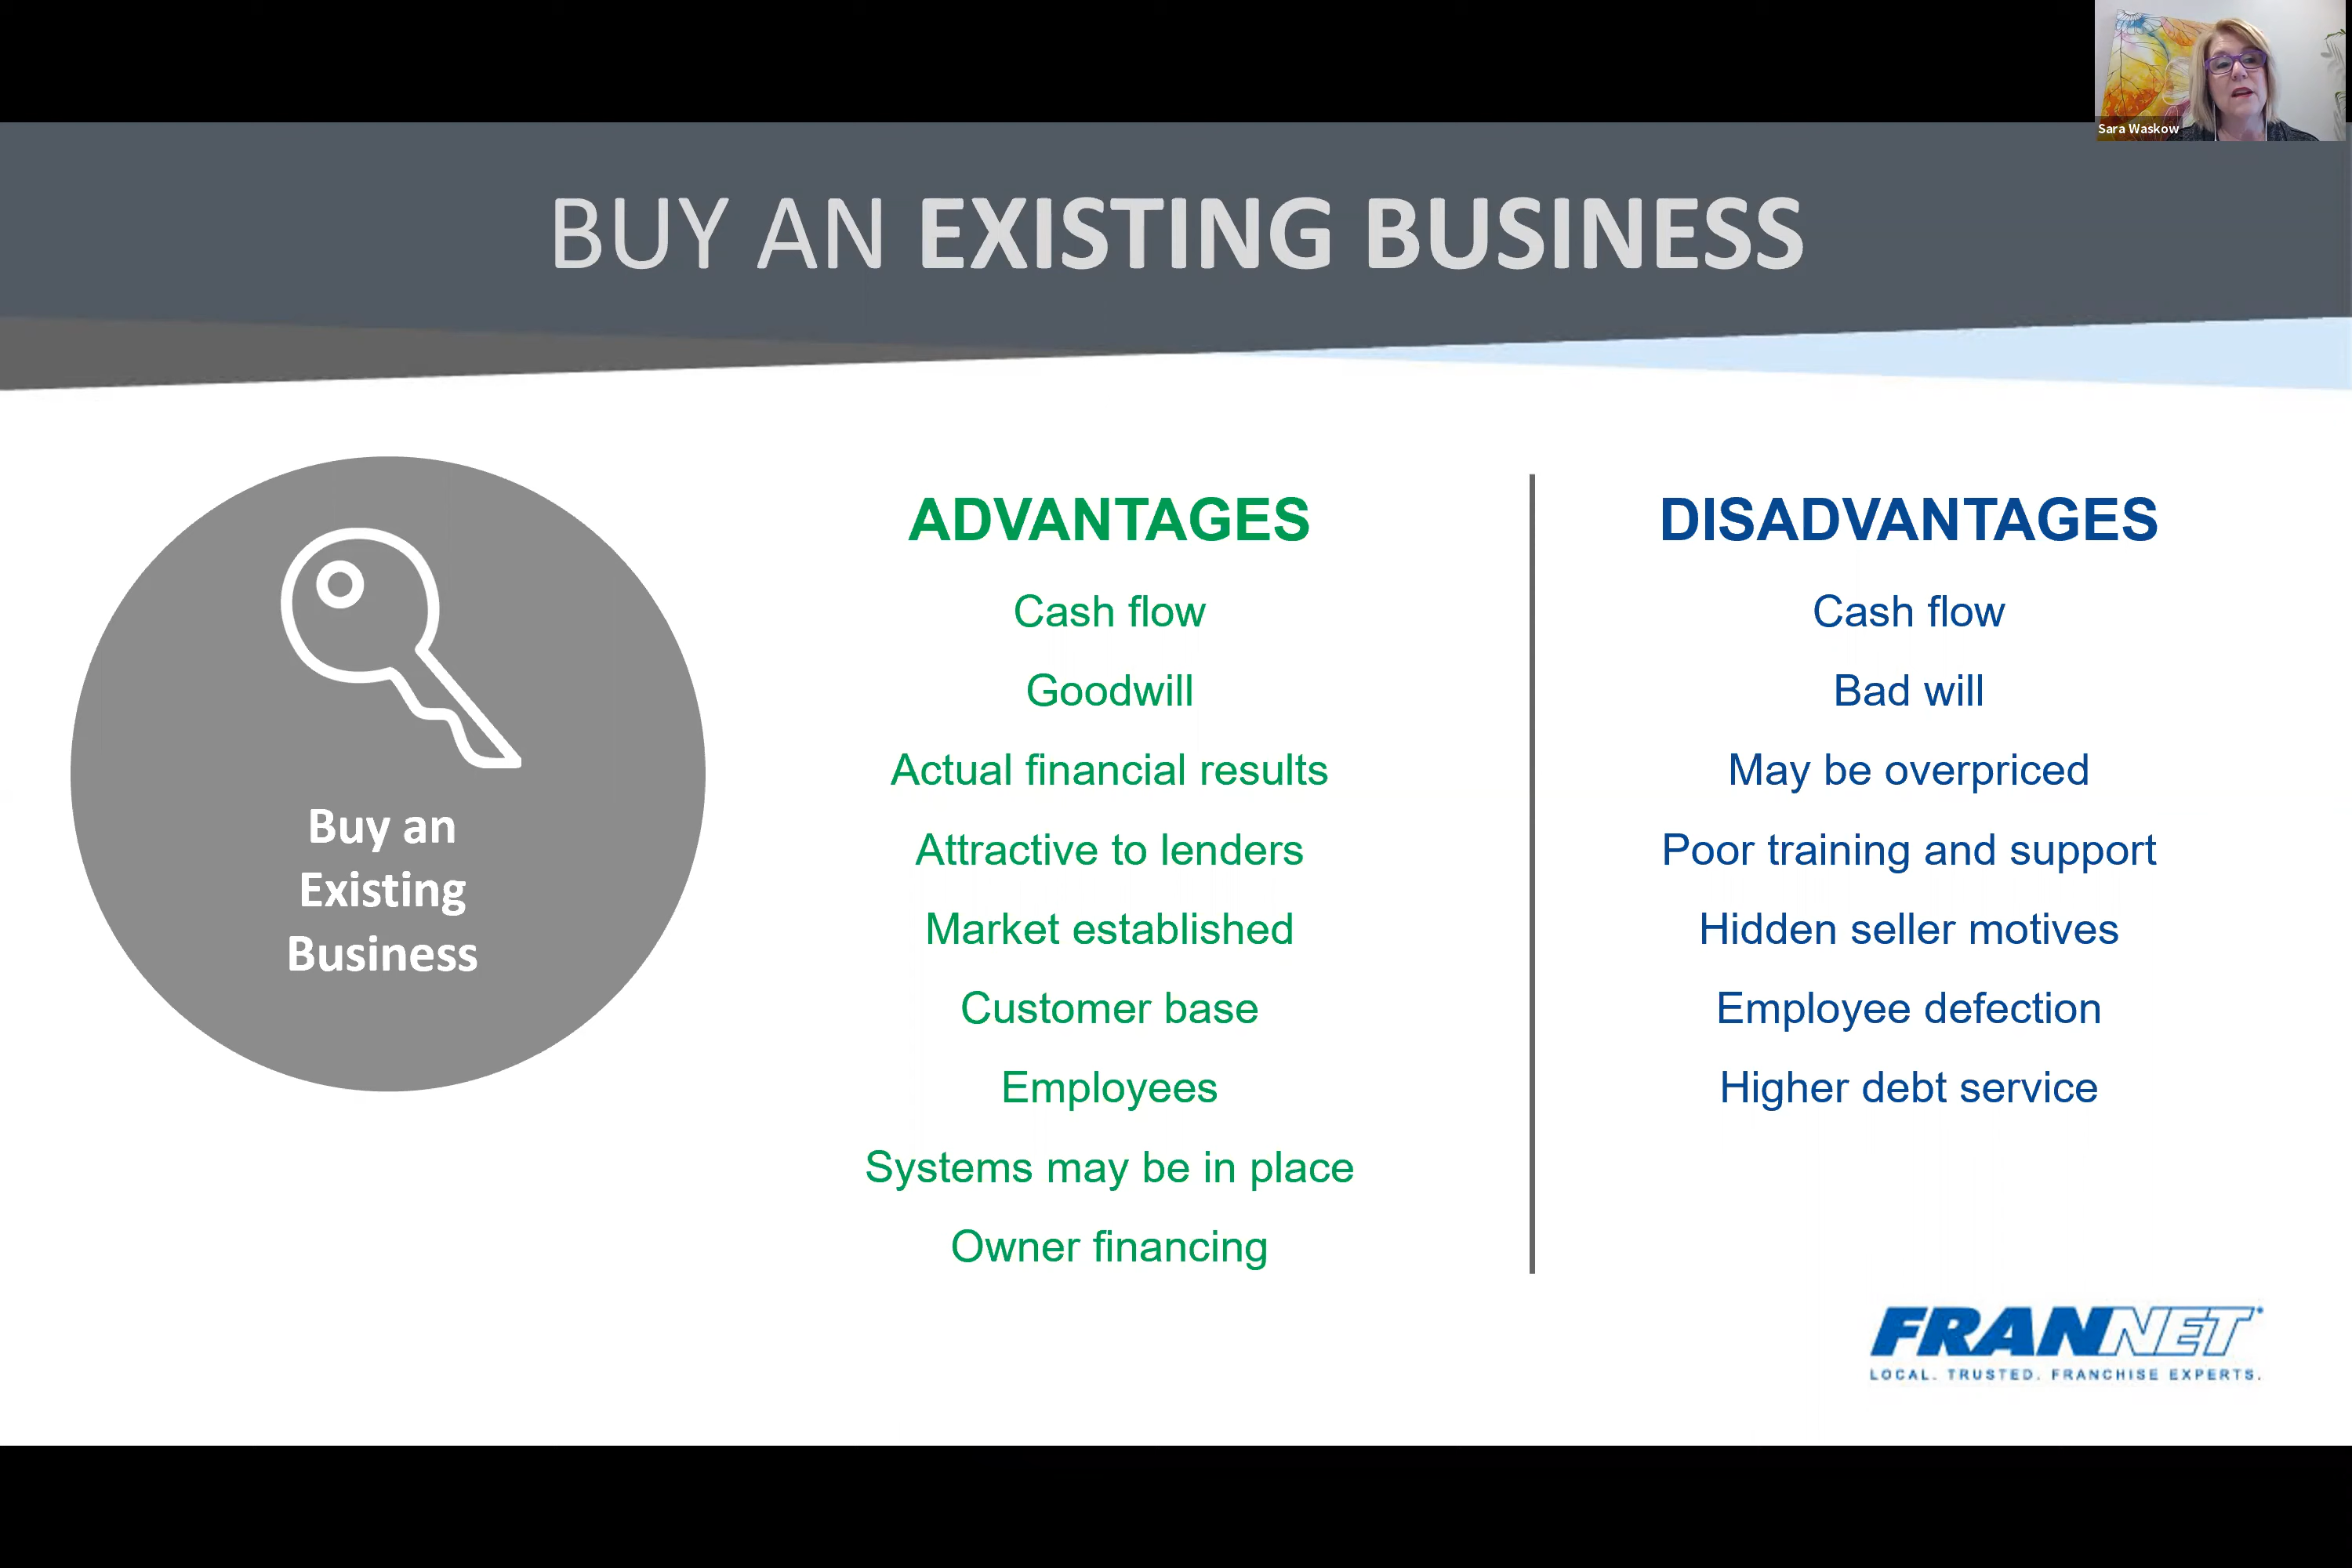 Sara Waskow
BUY AN EXISTING BUSINESS
Buy an
Existing
Business
ADVANTAGES
Cash flow
Goodwill
Actual financial results
Attractive to lenders
Market established
Customer base
Employees
Systems may be in place
Owner financing
DISADVANTAGES
Cash flow
Bad will
May be overpriced
Poor training and support
Hidden seller motives
Employee defection
Higher debt service
FRANNET
LOCAL. TRUSTED. FRANCHISE EXPERTS.